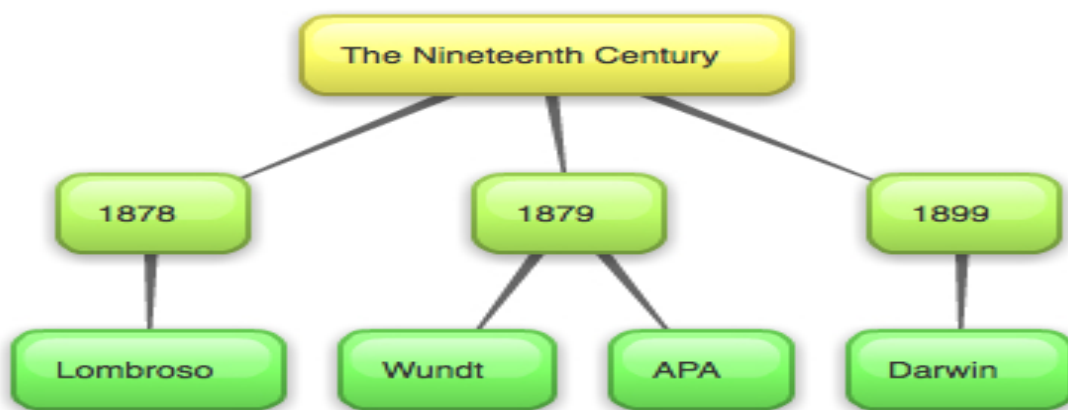 The Nineteenth Century
1878
1879
1899
Lombroso
Wundt
APA
Darwin